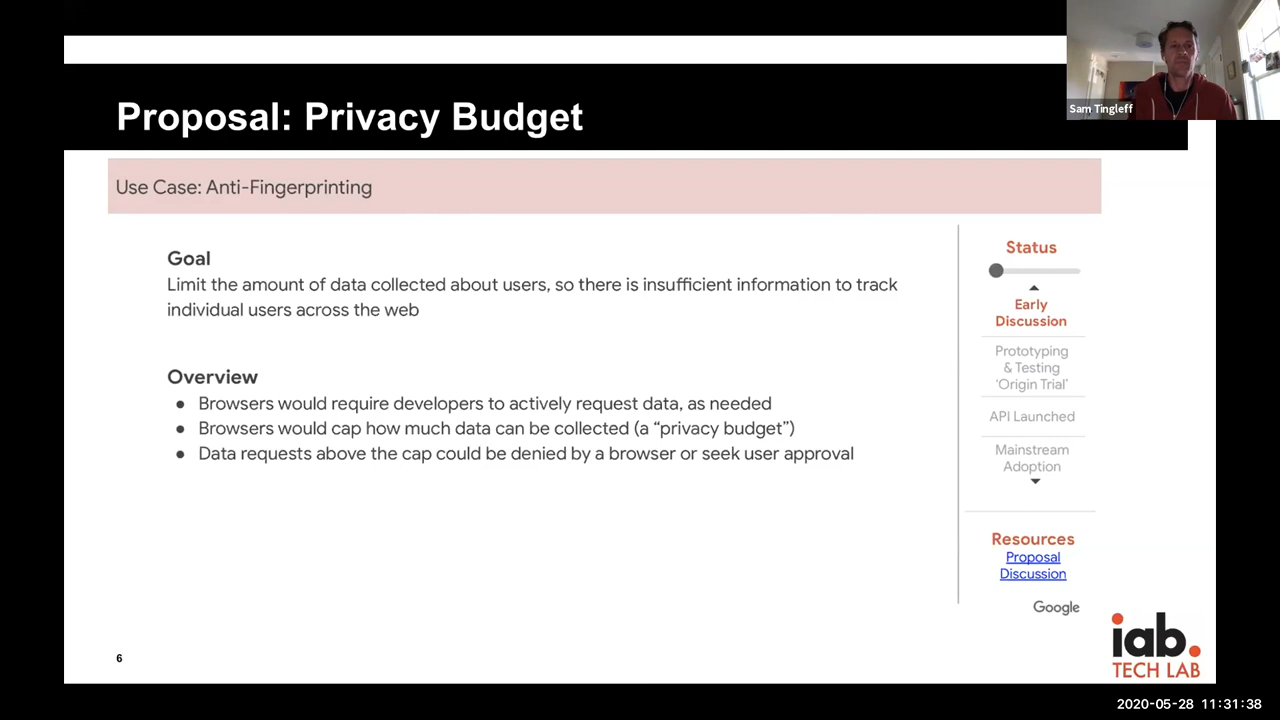 Sam Tingleff
Proposal: Privacy Budget
Use Case: Anti-Fingerprinting
Goal
Limit the amount of data collected about users, so there is insufficient information to track
individual users across the web
Overview
● Browsers would require developers to actively request data, as needed
● Browsers would cap how much data can be collected (a “privacy budget”)
● Data requests above the cap could be denied by a browser or seek user approval
Status
Early
Discussion
Prototyping
& Testing
‘Origin Trial’
API Launched
Mainstream
Adoption
Resources
Proposal
Discussion
Google
6
iab.
TECH LAB
2020-05-28 11:31:38